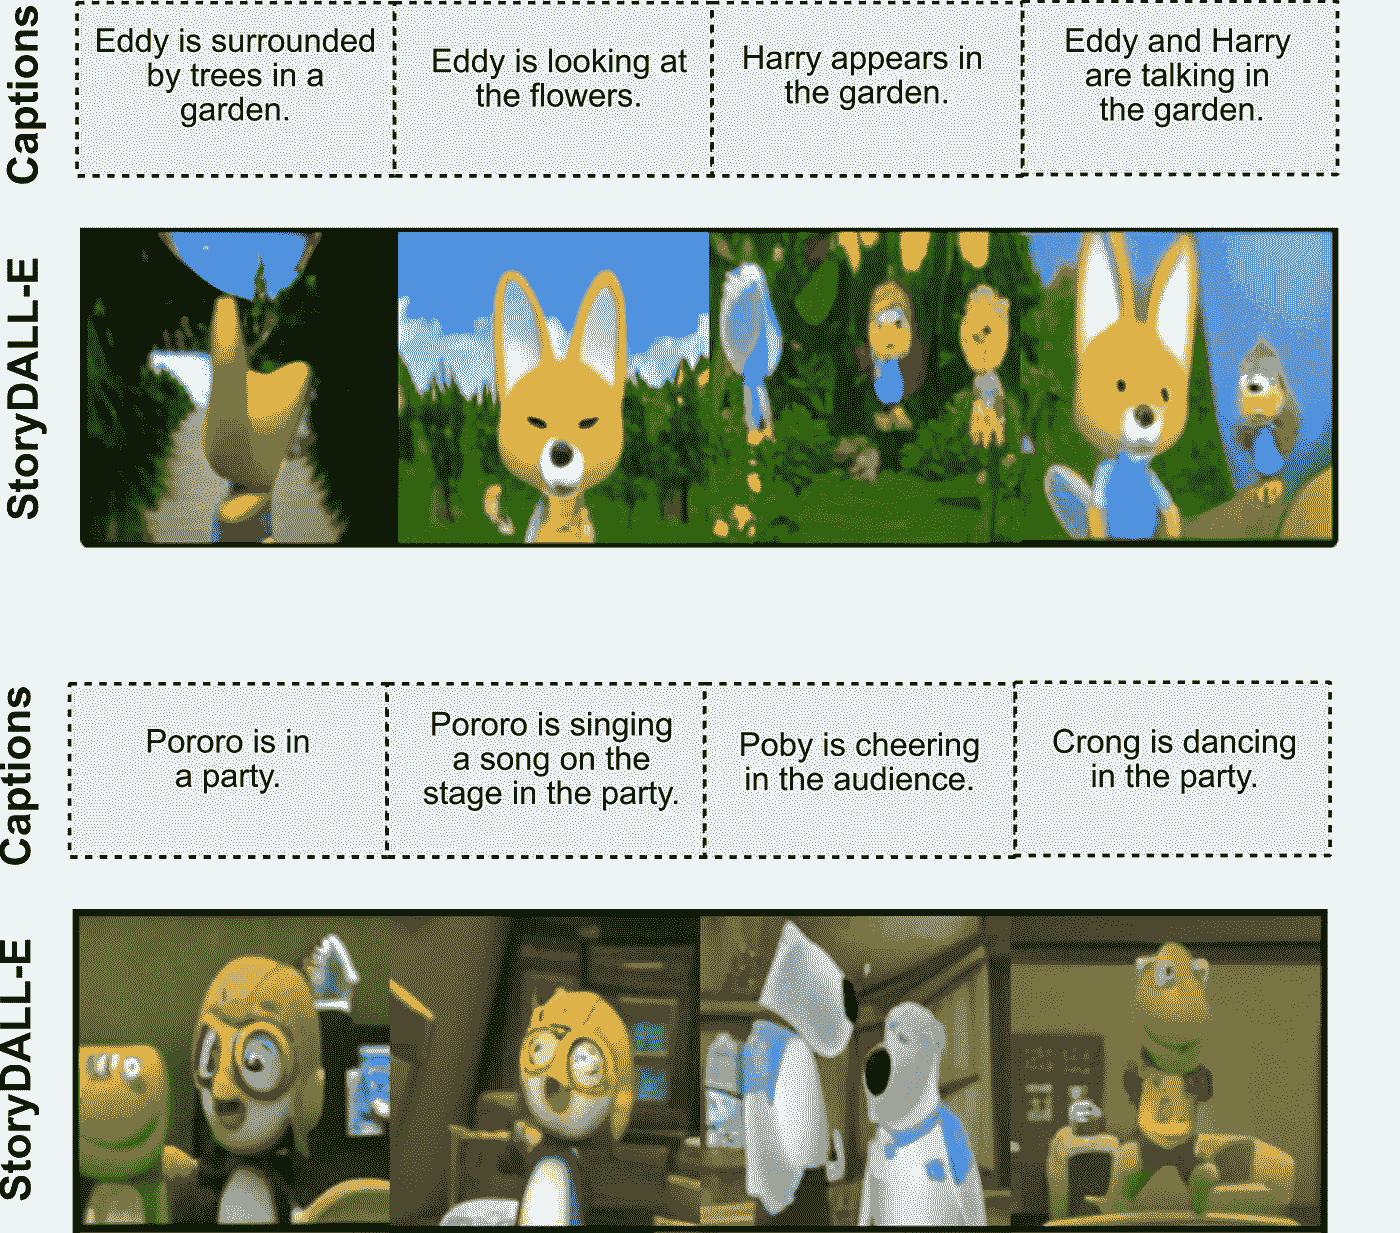 Captions
Eddy is surrounded
by trees in a
garden.
Eddy is looking at
the flowers.
Harry appears in
the garden.
Eddy and Harry
are talking in
the garden.
StoryDALL-E
Captions
Pororo is in
a party.
Pororo is singing
a song on the
stage in the party.
Poby is cheering
in the audience.
Crong is dancing
in the party.
StoryDALL-E